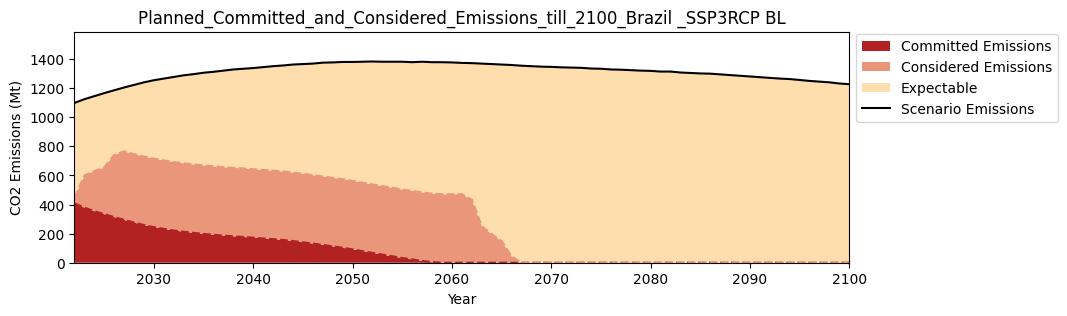 Planned_Committed_and_Considered_Emissions_till_2100_Brazil _SSP3RCP BL
CO2 Emissions (Mt)
1400
1200
1000
800
600
400
200
0
2030
2040
2050
2060
2070
2080
2090
2100
Year
Committed Emissions
Considered Emissions
Expectable
Scenario Emissions